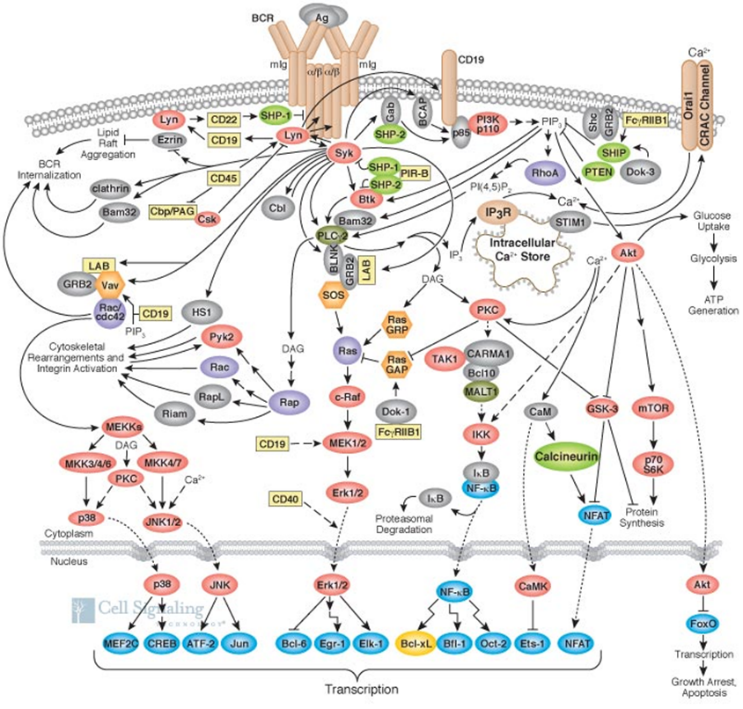 BCR
Ag
mIg
α/β
α/β
mIg
CD19
Ca²⁺
Orai1
CRAC Channel
Lyn
CD22
SHP-1
Lyn
Gab
BCAP
SHP-2
p85
PI3K
p110
PIP₃
Shc
GRB2
FcγRIIB1
SHIP
PTEN
Dok-3
Lipid
Raft
Aggregation
Ezrin
CD19
Syk
SHP-1
SHP-2
PIR-B
RhoA
PI(4,5)P₂
BCR
Internalization
CD45
clathrin
Bam32
Cbp/PAG
Csk
Cbl
Btk
Bam32
PLC-2
BLNK
GRB2
LAB
IP₃
IP₃R
Ca²⁺
STIM1
Intracellular
Ca²⁺ Store
Ca²⁺
Akt
Glucose
Uptake
Glycolysis
ATP
Generation
LAB
GRB2
Vav
Rac/
cdc42
CD19
PIP₃
HS1
SOS
DAG
PKC
Ras
GRP
Cytoskeletal
Rearrangements and
Integrin Activation
Pyk2
Rac
RapL
Riam
Rap
DAG
Ras
Ras
GAP
TAK1
CARMA1
Bcl10
MALT1
c-Raf
Dok-1
FcγRIIB1
CaM
GSK-3
mTOR
MEKKs
DAG
MKK3/4/6
MKK4/7
PKC
Ca²⁺
CD19
MEK1/2
IKK
Calcineurin
p70
S6K
IκB
NF-κB
CD40
Erk1/2
IκB
Proteasomal
Degradation
p38
JNK1/2
NFAT
Protein
Synthesis
Cytoplasm
Nucleus
p38
JNK
Erk1/2
NF-κB
CaMK
Akt
Cell Signaling
FoxO
MEF2C
CREB
ATF-2
Jun
Bcl-6
Egr-1
Elk-1
Bcl-xL
Bfl-1
Oct-2
Ets-1
NFAT
Transcription
Growth Arrest,
Apoptosis
Transcription